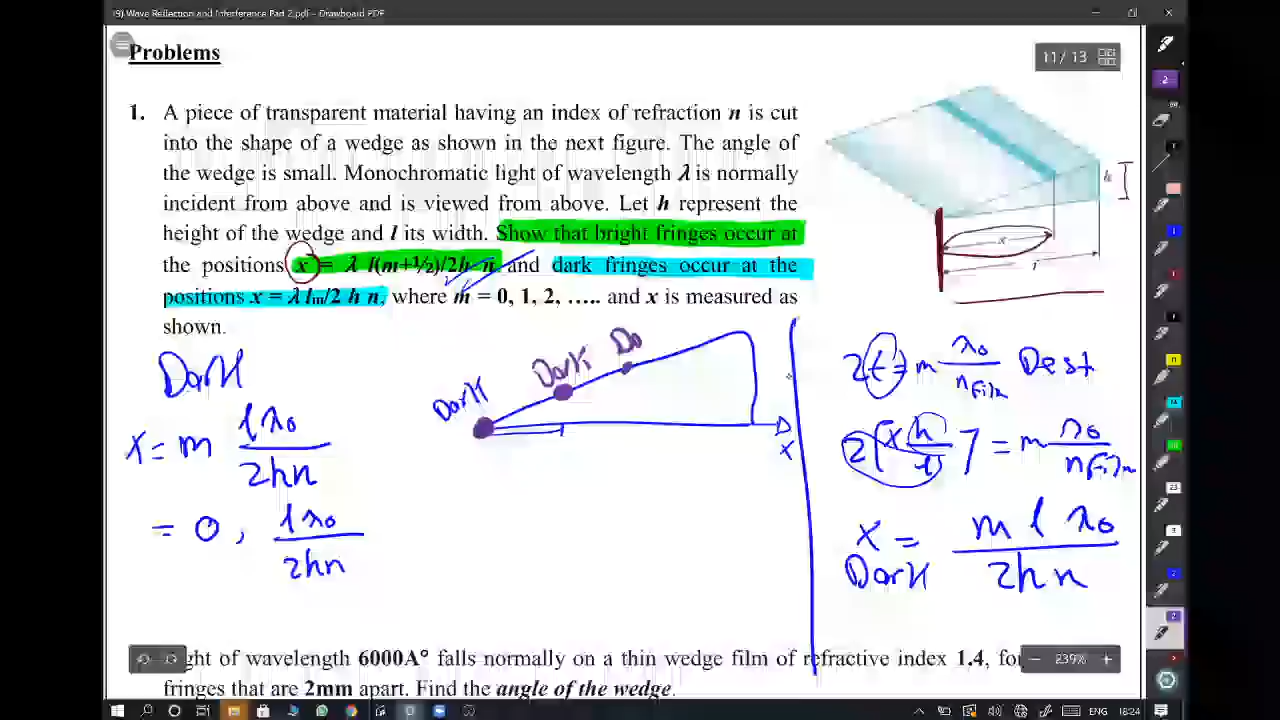 (9) Wave Reflection and Interference Part 2.pdf - Drawboard PDF
Problems
11 / 13
1. A piece of transparent material having an index of refraction n is cut
into the shape of a wedge as shown in the next figure. The angle of
the wedge is small. Monochromatic light of wavelength λ is normally
incident from above and is viewed from above. Let h represent the
height of the wedge and l its width. Show that bright fringes occur at
the positions x = λ l(m+½)/2h n and dark fringes occur at the
positions x = λ lm/2 h n, where m = 0, 1, 2, ….. and x is measured as
shown.
h
x
l
Dark
x = m lλ₀/2hn
= 0, lλ₀/2hn
Dark Dark Da
x
2t = m λ₀/nfilm Dest
2[x h/l] = m λ₀/nfilm
x Dark = m l λ₀/2hn
ght of wavelength 6000A° falls normally on a thin wedge film of refractive index 1.4, fo
fringes that are 2mm apart. Find the angle of the wedge.
239%
ENG 18:24